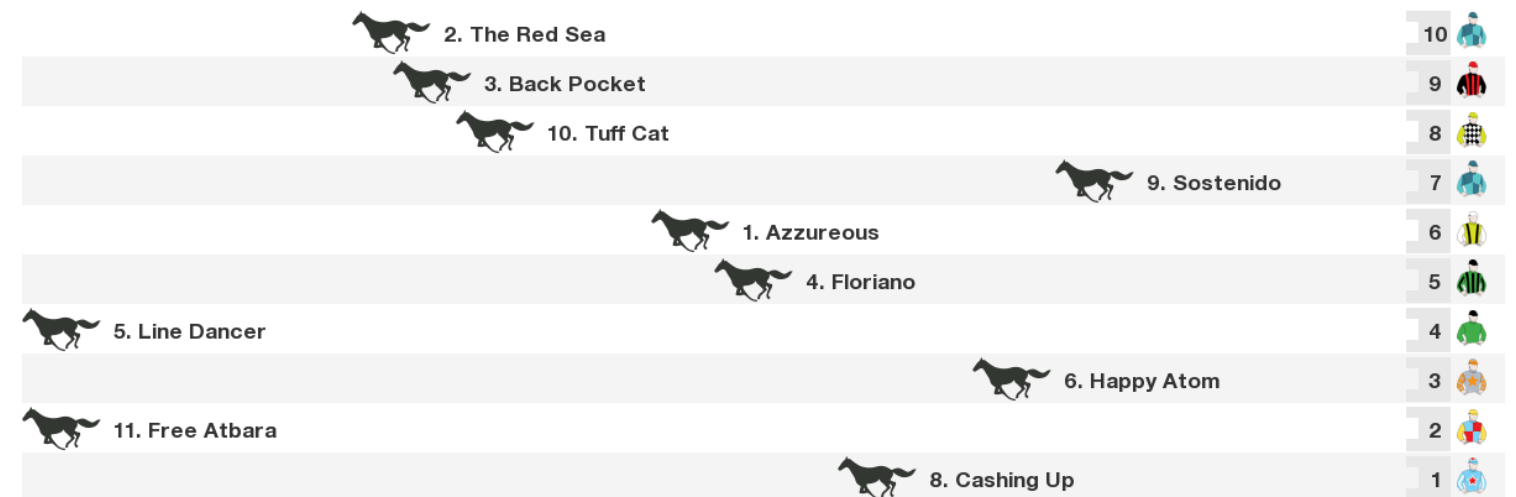 2. The Red Sea 10
3. Back Pocket 9
10. Tuff Cat 8
9. Sostenido 7
1. Azzureous 6
4. Floriano 5
5. Line Dancer 4
6. Happy Atom 3
11. Free Atbara 2
8. Cashing Up 1